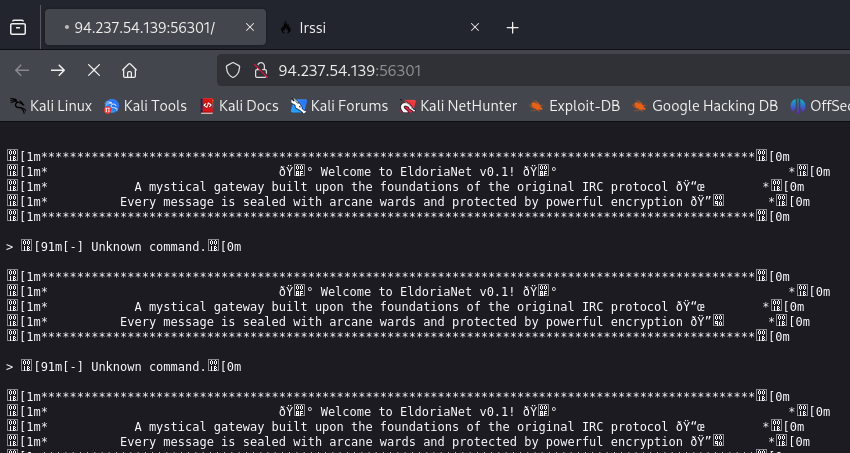 94.237.54.139:56301/
Irssi
94.237.54.139:56301
Kali Linux Kali Tools Kali Docs Kali Forums Kali NetHunter Exploit-DB Google Hacking DB OffSec
[1m***************************************************************************************************[0m
[1m* ðŸ° Welcome to EldoriaNet v0.1! ðŸ° *[0m
[1m* A mystical gateway built upon the foundations of the original IRC protocol ðŸ“œ *[0m
[1m* Every message is sealed with arcane wards and protected by powerful encryption ðŸ” *[0m
[1m***************************************************************************************************[0m
> [91m[-] Unknown command.[0m
[1m***************************************************************************************************[0m
[1m* ðŸ° Welcome to EldoriaNet v0.1! ðŸ° *[0m
[1m* A mystical gateway built upon the foundations of the original IRC protocol ðŸ“œ *[0m
[1m* Every message is sealed with arcane wards and protected by powerful encryption ðŸ” *[0m
[1m***************************************************************************************************[0m
> [91m[-] Unknown command.[0m
[1m***************************************************************************************************[0m
[1m* ðŸ° Welcome to EldoriaNet v0.1! ðŸ° *[0m
[1m* A mystical gateway built upon the foundations of the original IRC protocol ðŸ“œ *[0m
[1m* Every message is sealed with arcane wards and protected by powerful encryption ðŸ” *[0m